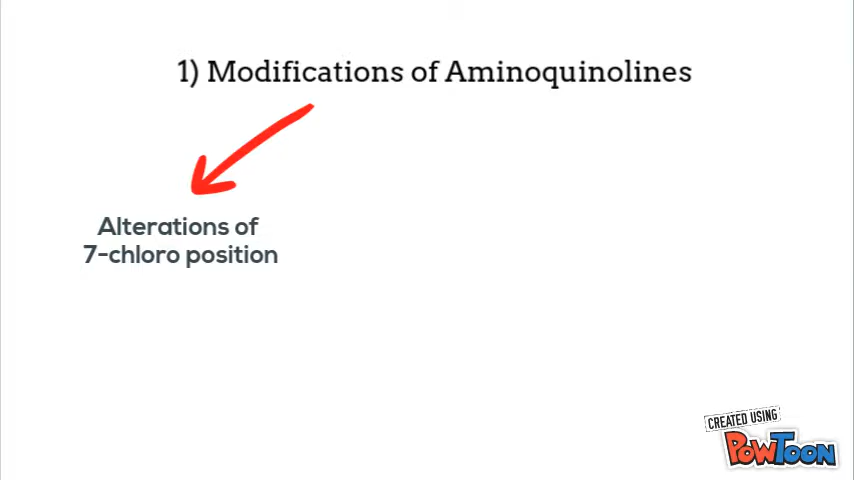 1) Modifications of Aminoquinolines
Alterations of
7-chloro position
CREATED USING
POWTOON